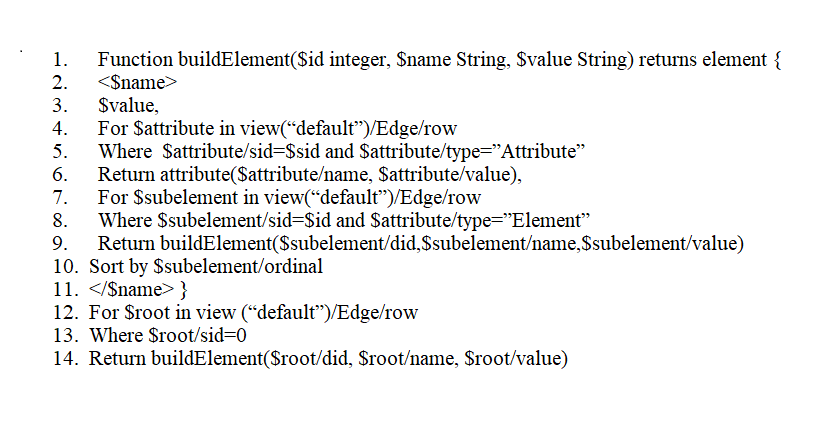 1. Function buildElement($id integer, $name String, $value String) returns element {
2. <$name>
3. $value,
4. For $attribute in view(“default”)/Edge/row
5. Where $attribute/sid=$sid and $attribute/type=”Attribute”
6. Return attribute($attribute/name, $attribute/value),
7. For $subelement in view(“default”)/Edge/row
8. Where $subelement/sid=$id and $attribute/type=”Element”
9. Return buildElement($subelement/did,$subelement/name,$subelement/value)
10. Sort by $subelement/ordinal
11. </$name> }
12. For $root in view (“default”)/Edge/row
13. Where $root/sid=0
14. Return buildElement($root/did, $root/name, $root/value)